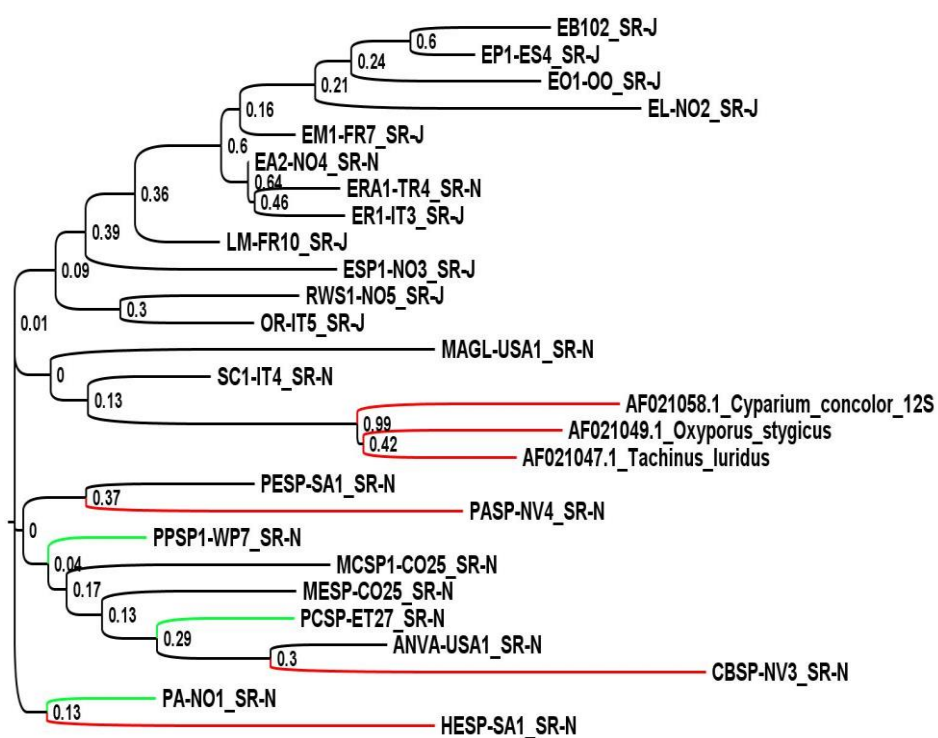 EB102_SR-J
0.6
EP1-ES4_SR-J
0.24
EO1-OO_SR-J
0.21
EL-NO2_SR-J
0.16
EM1-FR7_SR-J
0.6
EA2-NO4_SR-N
0.64
ERA1-TR4_SR-N
0.36
0.46
ER1-IT3_SR-J
LM-FR10_SR-J
0.39
ESP1-NO3_SR-J
0.09
RWS1-NO5_SR-J
0.3
OR-IT5_SR-J
0.01
MAGL-USA1_SR-N
0
SC1-IT4_SR-N
0.13
AF021058.1_Cyparium_concolor_12S
0.99
AF021049.1_Oxyporus_stygicus
0.42
AF021047.1_Tachinus_luridus
PESP-SA1_SR-N
0.37
PASP-NV4_SR-N
0
PPSP1-WP7_SR-N
0.04
MCSP1-CO25_SR-N
0.17
MESP-CO25_SR-N
0.13
PCSP-ET27_SR-N
0.29
ANVA-USA1_SR-N
0.3
CBSP-NV3_SR-N
PA-NO1_SR-N
0.13
HESP-SA1_SR-N